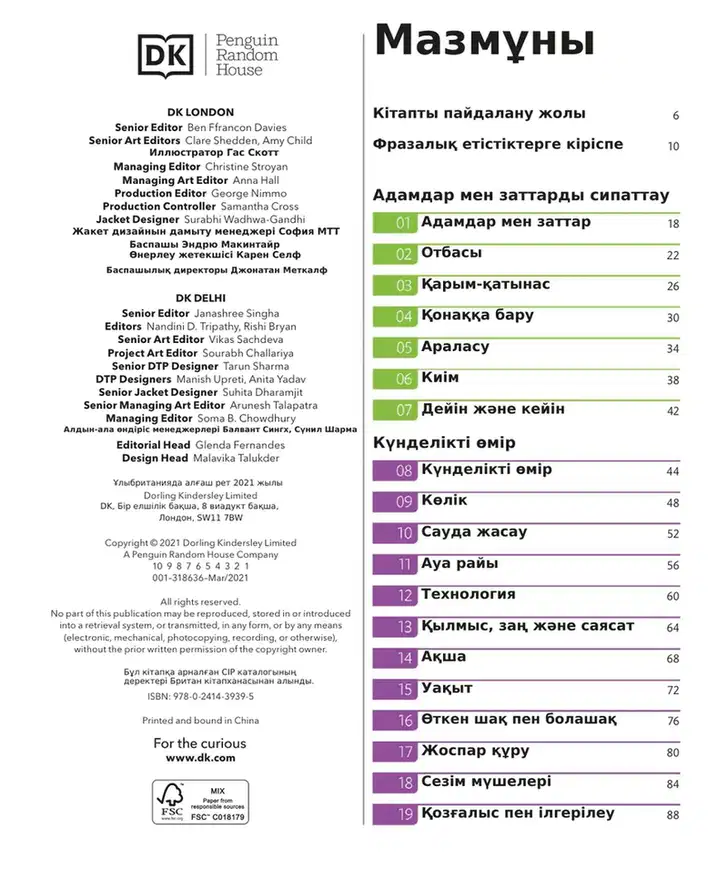 DK
Penguin
Random
House
DK LONDON
Senior Editor Ben Ffrancon Davies
Senior Art Editors Clare Shedden, Amy Child
Иллюстратор Гас Скотт
Managing Editor Christine Stroyan
Managing Art Editor Anna Hall
Production Editor George Nimmo
Production Controller Samantha Cross
Jacket Designer Surabhi Wadhwa-Gandhi
Жакет дизайнын дамыту менеджері София МТТ
Баспашы Эндрю Макинтайр
Өнерлеу жетекшісі Карен Селф
Баспашылық директоры Джонатан Меткалф
DK DELHI
Senior Editor Janashree Singha
Editors Nandini D. Tripathy, Rishi Bryan
Senior Art Editor Vikas Sachdeva
Project Art Editor Sourabh Challariya
Senior DTP Designer Tarun Sharma
DTP Designers Manish Upreti, Anita Yadav
Senior Jacket Designer Suhita Dharamjit
Senior Managing Art Editor Arunesh Talapatra
Managing Editor Soma B. Chowdhury
Алдын-ала өндіріс менеджерлері Балвант Сингх, Сүнил Шарма
Editorial Head Glenda Fernandes
Design Head Malavika Talukder
Ұлыбританияда алғаш рет 2021 жылы
Dorling Kindersley Limited
DK, Бір елшілік бақша, 8 виадукт бақша,
Лондон, SW11 7BW
Copyright © 2021 Dorling Kindersley Limited
A Penguin Random House Company
10 9 8 7 6 5 4 3 2 1
001–318636–Mar/2021
All rights reserved.
No part of this publication may be reproduced, stored in or introduced
into a retrieval system, or transmitted, in any form, or by any means
(electronic, mechanical, photocopying, recording, or otherwise),
without the prior written permission of the copyright owner.
Бұл кітапқа арналған CIP каталогының
деректері Британ кітапханасынан алынды.
ISBN: 978-0-2414-3939-5
Printed and bound in China
For the curious
www.dk.com
FSC
www.fsc.org
MIX
Paper from
responsible sources
FSC™ C018179
Мазмұны
Кітапты пайдалану жолы 6
Фразалық етістіктерге кіріспе 10
Адамдар мен заттарды сипаттау
01 Адамдар мен заттар 18
02 Отбасы 22
03 Қарым-қатынас 26
04 Қонаққа бару 30
05 Араласу 34
06 Киім 38
07 Дейін және кейін 42
Күнделікті өмір
08 Күнделікті өмір 44
09 Көлік 48
10 Сауда жасау 52
11 Ауа райы 56
12 Технология 60
13 Қылмыс, заң және саясат 64
14 Ақша 68
15 Уақыт 72
16 Өткен шақ пен болашақ 76
17 Жоспар құру 80
18 Сезім мүшелері 84
19 Қозғалыс пен ілгерілеу 88